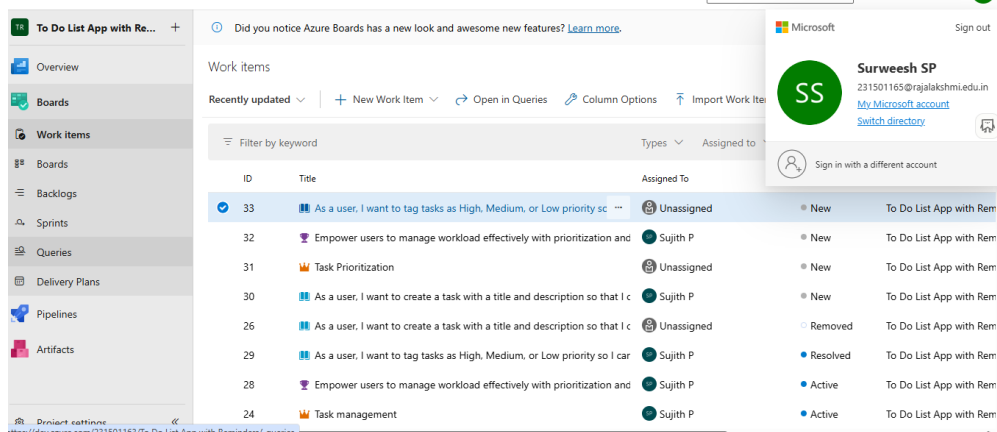 TR To Do List App with Re... +
Did you notice Azure Boards has a new look and awesome new features? Learn more.
Microsoft Sign out
SS
Surweesh SP
231501165@rajalakshmi.edu.in
My Microsoft account
Switch directory
Sign in with a different account
Overview
Boards
Work items
Boards
Backlogs
Sprints
Queries
Delivery Plans
Pipelines
Artifacts
Project settings
Work items
Recently updated New Work Item Open in Queries Column Options Import Work Iter
Filter by keyword Types Assigned to
ID Title Assigned To
33 As a user, I want to tag tasks as High, Medium, or Low priority so ... Unassigned New To Do List App with Rem
32 Empower users to manage workload effectively with prioritization and SP Sujith P New To Do List App with Rem
31 Task Prioritization Unassigned New To Do List App with Rem
30 As a user, I want to create a task with a title and description so that I c SP Sujith P New To Do List App with Rem
26 As a user, I want to create a task with a title and description so that I c Unassigned Removed To Do List App with Rem
29 As a user, I want to tag tasks as High, Medium, or Low priority so I car SP Sujith P Resolved To Do List App with Rem
28 Empower users to manage workload effectively with prioritization and SP Sujith P Active To Do List App with Rem
24 Task management SP Sujith P Active To Do List App with Rem